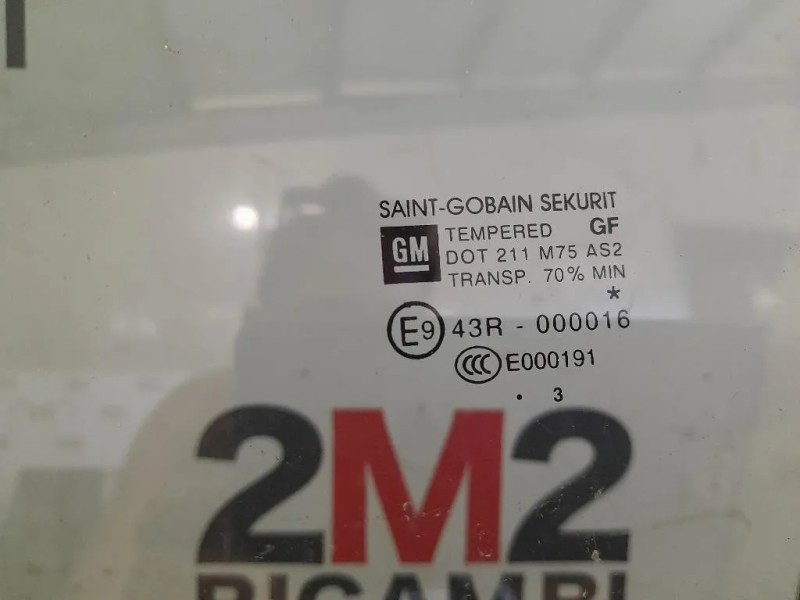 SAINT-GOBAIN SEKURIT
GM TEMPERED GF
DOT 211 M75 AS2
TRANSP. 70% MIN
*
E9 43R - 000016
CCC E000191
. 3
2M2
RICAMBI